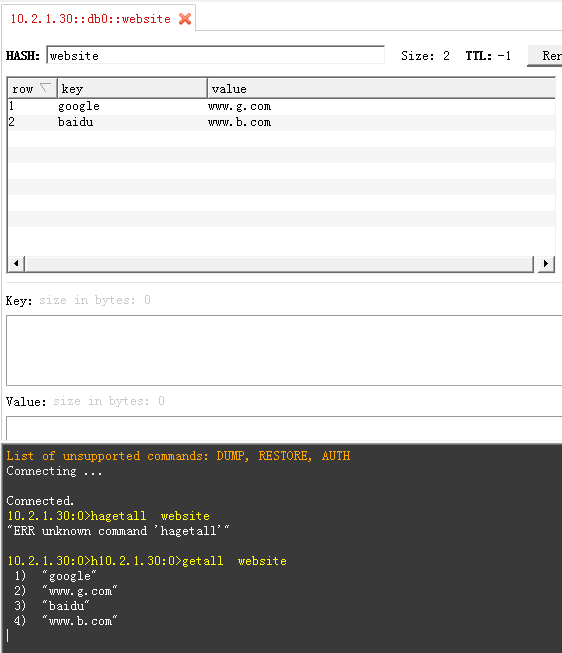 10.2.1.30::db0::website
HASH: website Size: 2 TTL: -1 Ren
row key value
1 google www.g.com
2 baidu www.b.com
Key: size in bytes: 0
Value: size in bytes: 0
List of unsupported commands: DUMP, RESTORE, AUTH
Connecting ...
Connected.
10.2.1.30:0>hagetall  website
"ERR unknown command 'hagetall'"
10.2.1.30:0>h10.2.1.30:0>getall  website
1)  "google"
2)  "www.g.com"
3)  "baidu"
4)  "www.b.com"